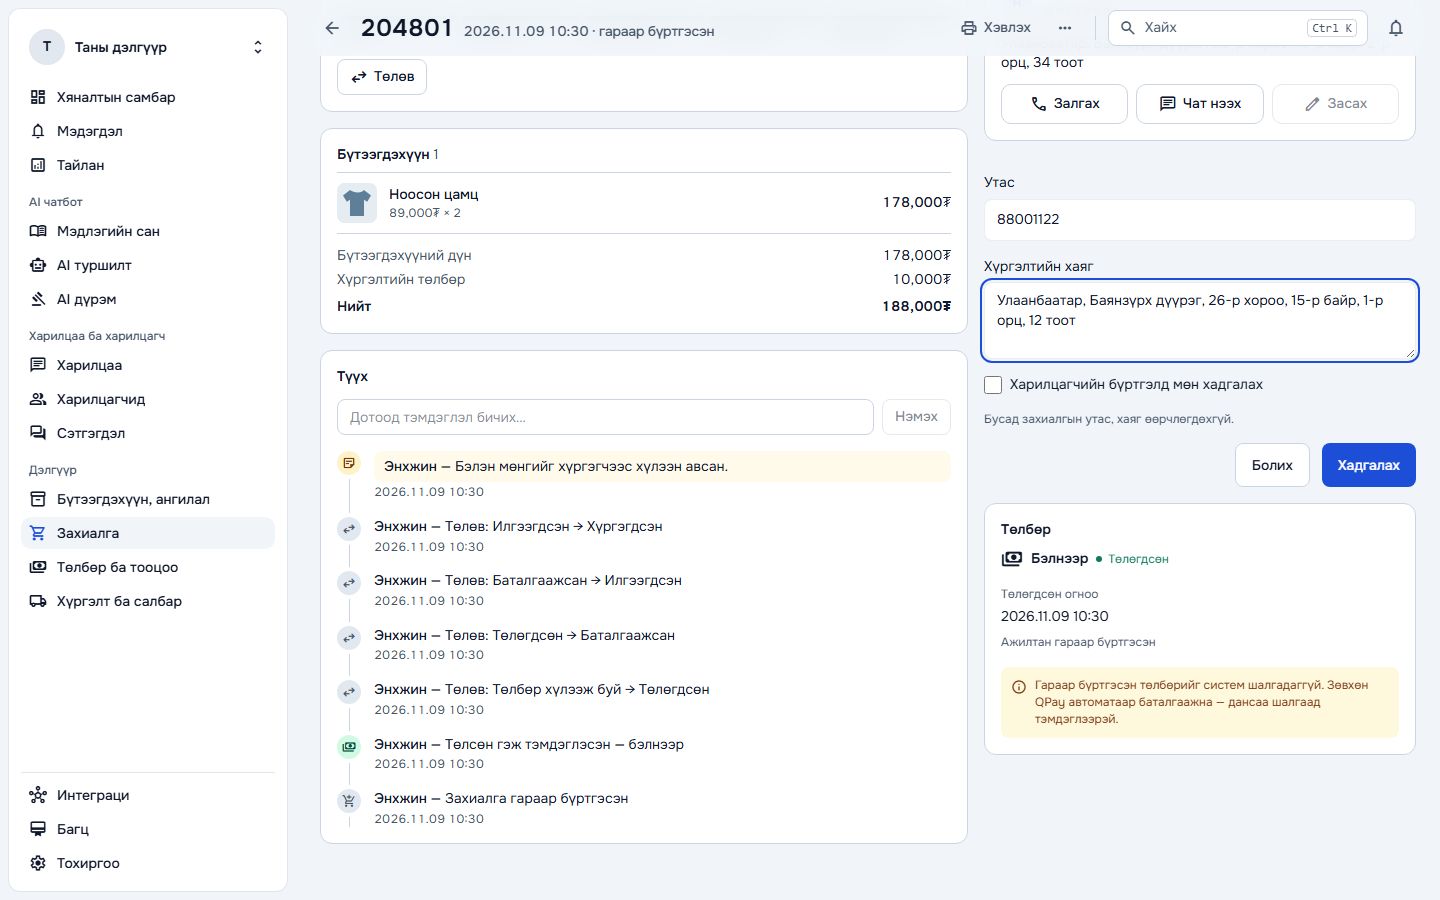 Т
Таны дэлгүүр
Хяналтын самбар
Мэдэгдэл
Тайлан
AI чатбот
Мэдлэгийн сан
AI туршилт
AI дүрэм
Харилцаа ба харилцагч
Харилцаа
Харилцагчид
Сэтгэгдэл
Дэлгүүр
Бүтээгдэхүүн, ангилал
Захиалга
Төлбөр ба тооцоо
Хүргэлт ба салбар
Интеграци
Багц
Тохиргоо
204801 2026.11.09 10:30 · гараар бүртгэсэн
Хэвлэх
Хайх
Ctrl K
Төлөв
Бүтээгдэхүүн 1
Ноосон цамц
89,000₮ × 2
178,000₮
Бүтээгдэхүүний дүн 178,000₮
Хүргэлтийн төлбөр 10,000₮
Нийт 188,000₮
Түүх
Дотоод тэмдэглэл бичих...
Нэмэх
Энхжин — Бэлэн мөнгийг хүргэгчээс хүлээн авсан.
2026.11.09 10:30
Энхжин — Төлөв: Илгээгдсэн → Хүргэгдсэн
2026.11.09 10:30
Энхжин — Төлөв: Баталгаажсан → Илгээгдсэн
2026.11.09 10:30
Энхжин — Төлөв: Төлөгдсөн → Баталгаажсан
2026.11.09 10:30
Энхжин — Төлөв: Төлбөр хүлээж буй → Төлөгдсөн
2026.11.09 10:30
Энхжин — Төлсөн гэж тэмдэглэсэн — бэлнээр
2026.11.09 10:30
Энхжин — Захиалга гараар бүртгэсэн
2026.11.09 10:30
орц, 34 тоот
Залгах
Чат нээх
Засах
Утас
88001122
Хүргэлтийн хаяг
Улаанбаатар, Баянзүрх дүүрэг, 26-р хороо, 15-р байр, 1-р
орц, 12 тоот
Харилцагчийн бүртгэлд мөн хадгалах
Бусад захиалгын утас, хаяг өөрчлөгдөхгүй.
Болих
Хадгалах
Төлбөр
Бэлнээр
Төлөгдсөн
Төлөгдсөн огноо
2026.11.09 10:30
Ажилтан гараар бүртгэсэн
Гараар бүртгэсэн төлбөрийг систем шалгадаггүй. Зөвхөн
QPay автоматаар баталгаажна — дансаа шалгаад
тэмдэглээрэй.